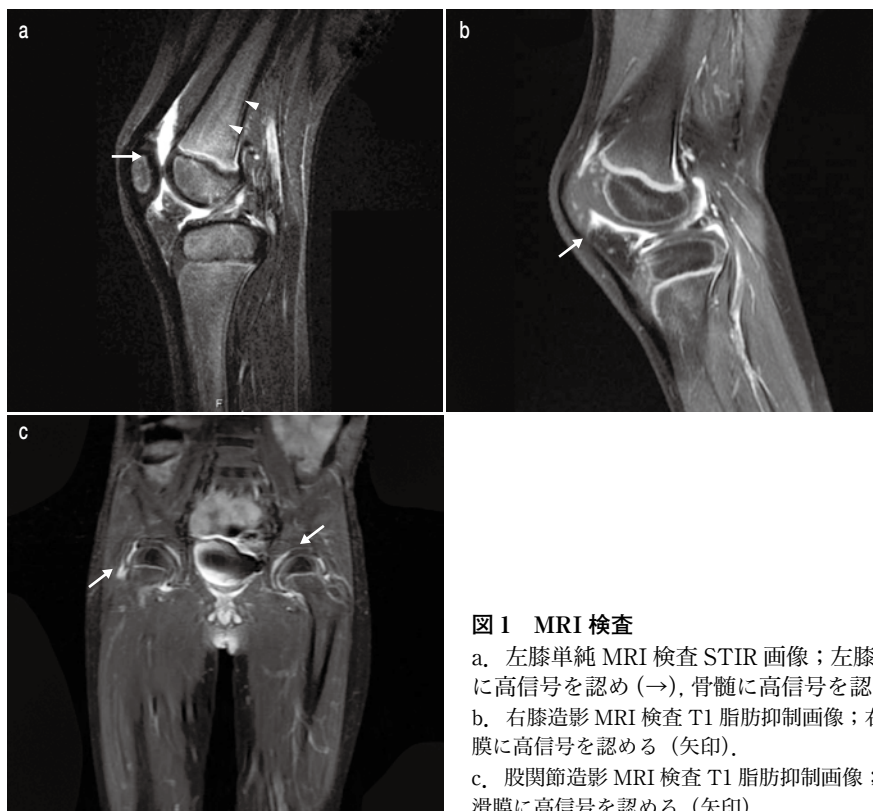 a
b
F
c
図 1 MRI 検査
a. 左膝単純 MRI 検査 STIR 画像；左膝
に高信号を認め (→), 骨髄に高信号を認
b. 右膝造影 MRI 検査 T1 脂肪抑制画像；右
膜に高信号を認める（矢印）.
c. 股関節造影 MRI 検査 T1 脂肪抑制画像；
滑膜に高信号を認める（矢印）